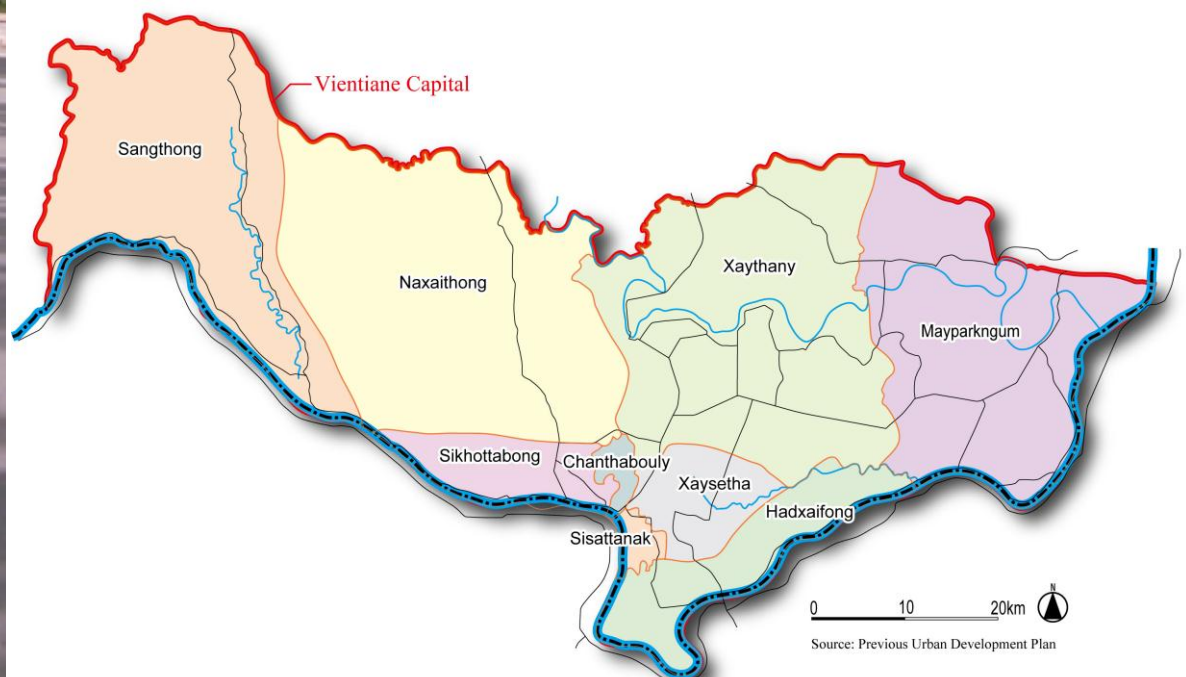 Vientiane Capital
Sangthong
Naxaithong
Xaythany
Mayparkngum
Sikhottabong
Chanthabouly
Xaysetha
Hadxaifong
Sisattanak
N
0 10 20km
Source: Previous Urban Development Plan